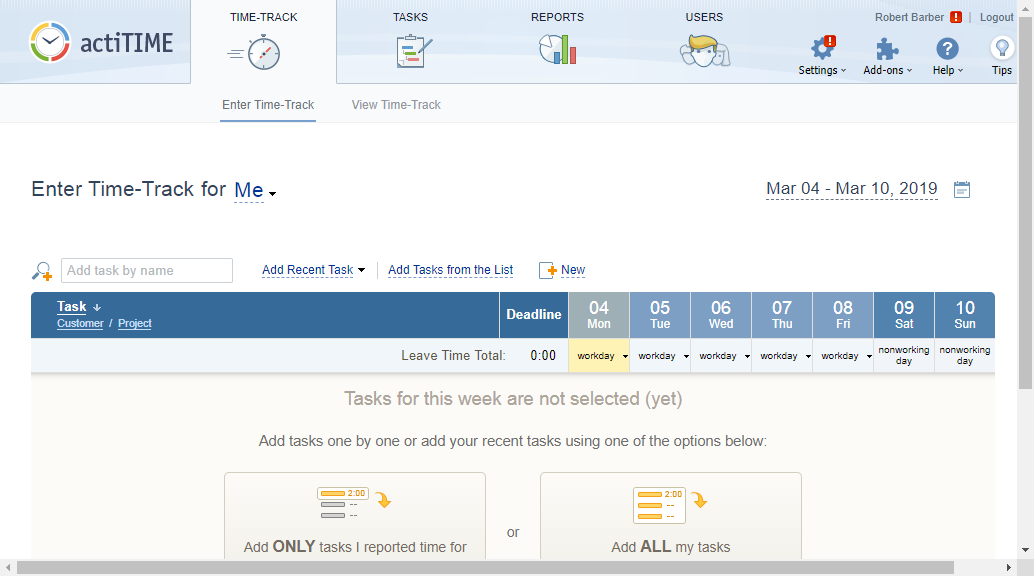 actiTIME
TIME-TRACK
TASKS
REPORTS
USERS
Robert Barber ! | Logout
Settings
Add-ons
Help
Tips
Enter Time-Track
View Time-Track
Enter Time-Track for Me
Mar 04 - Mar 10, 2019
Add task by name
Add Recent Task
Add Tasks from the List
New
Task ↓
Customer / Project
Deadline
04 Mon
05 Tue
06 Wed
07 Thu
08 Fri
09 Sat
10 Sun
Leave Time Total: 0:00
workday
workday
workday
workday
workday
nonworking
day
nonworking
day
Tasks for this week are not selected (yet)
Add tasks one by one or add your recent tasks using one of the options below:
2:00
--
--
Add ONLY tasks I reported time for
or
2:00
--
--
Add ALL my tasks